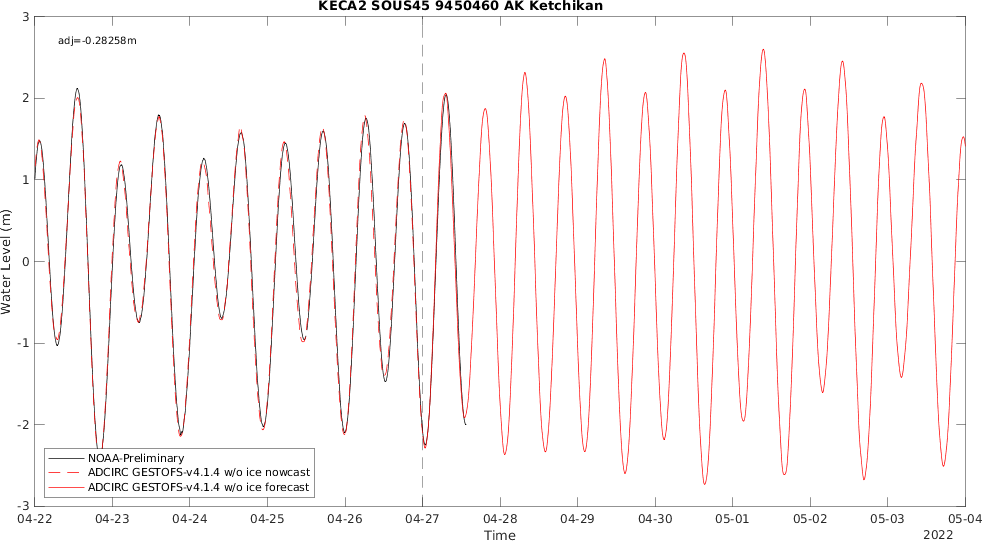 KECA2 SOUS45 9450460 AK Ketchikan
adj=-0.28258m
3
2
1
0
-1
-2
-3
Water Level (m)
NOAA-Preliminary
ADCIRC GESTOFS-v4.1.4 w/o ice nowcast
ADCIRC GESTOFS-v4.1.4 w/o ice forecast
04-22 04-23 04-24 04-25 04-26 04-27 04-28 04-29 04-30 05-01 05-02 05-03 05-04
Time
2022